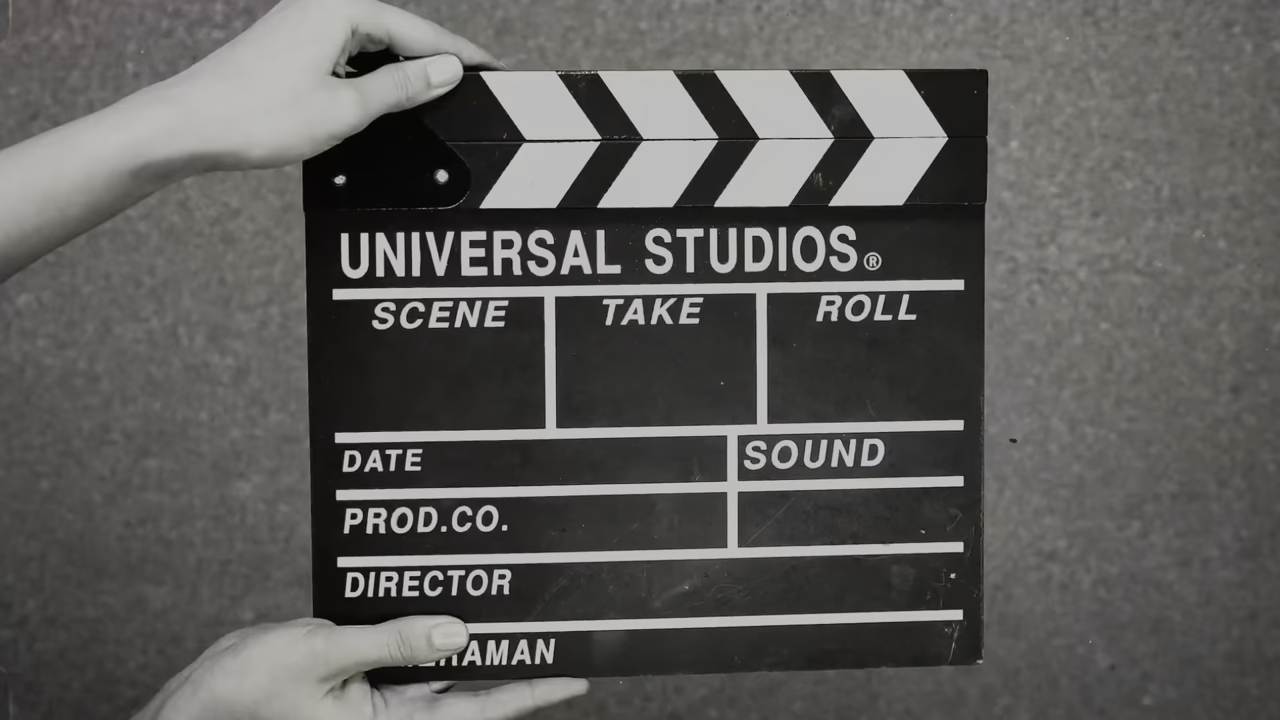 UNIVERSAL STUDIOS®
SCENE TAKE ROLL
DATE SOUND
PROD.CO.
DIRECTOR